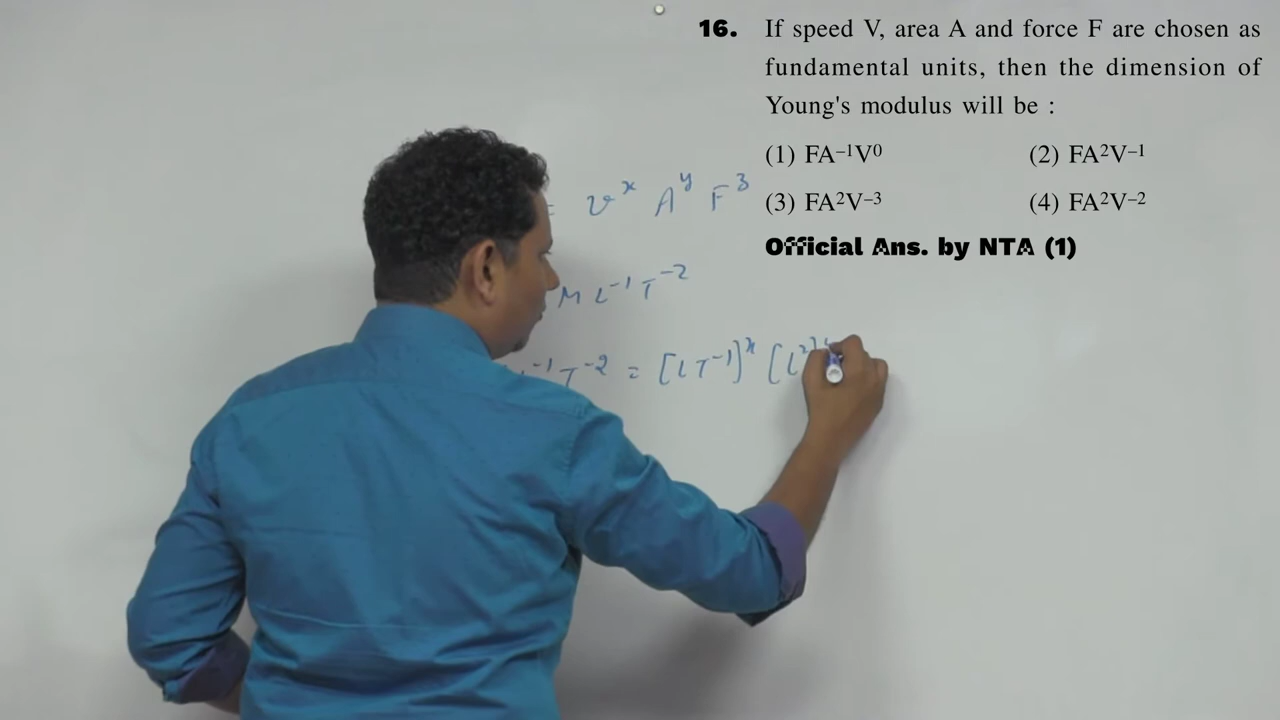 16. If speed V, area A and force F are chosen as
fundamental units, then the dimension of
Young's modulus will be :
(1) FA⁻¹V⁰ (2) FA²V⁻¹
(3) FA²V⁻³ (4) FA²V⁻²
Official Ans. by NTA (1)
= v^x A^y F^z
M L⁻¹ T⁻²
⁻¹ T⁻² = [L T⁻¹]^x [L²]